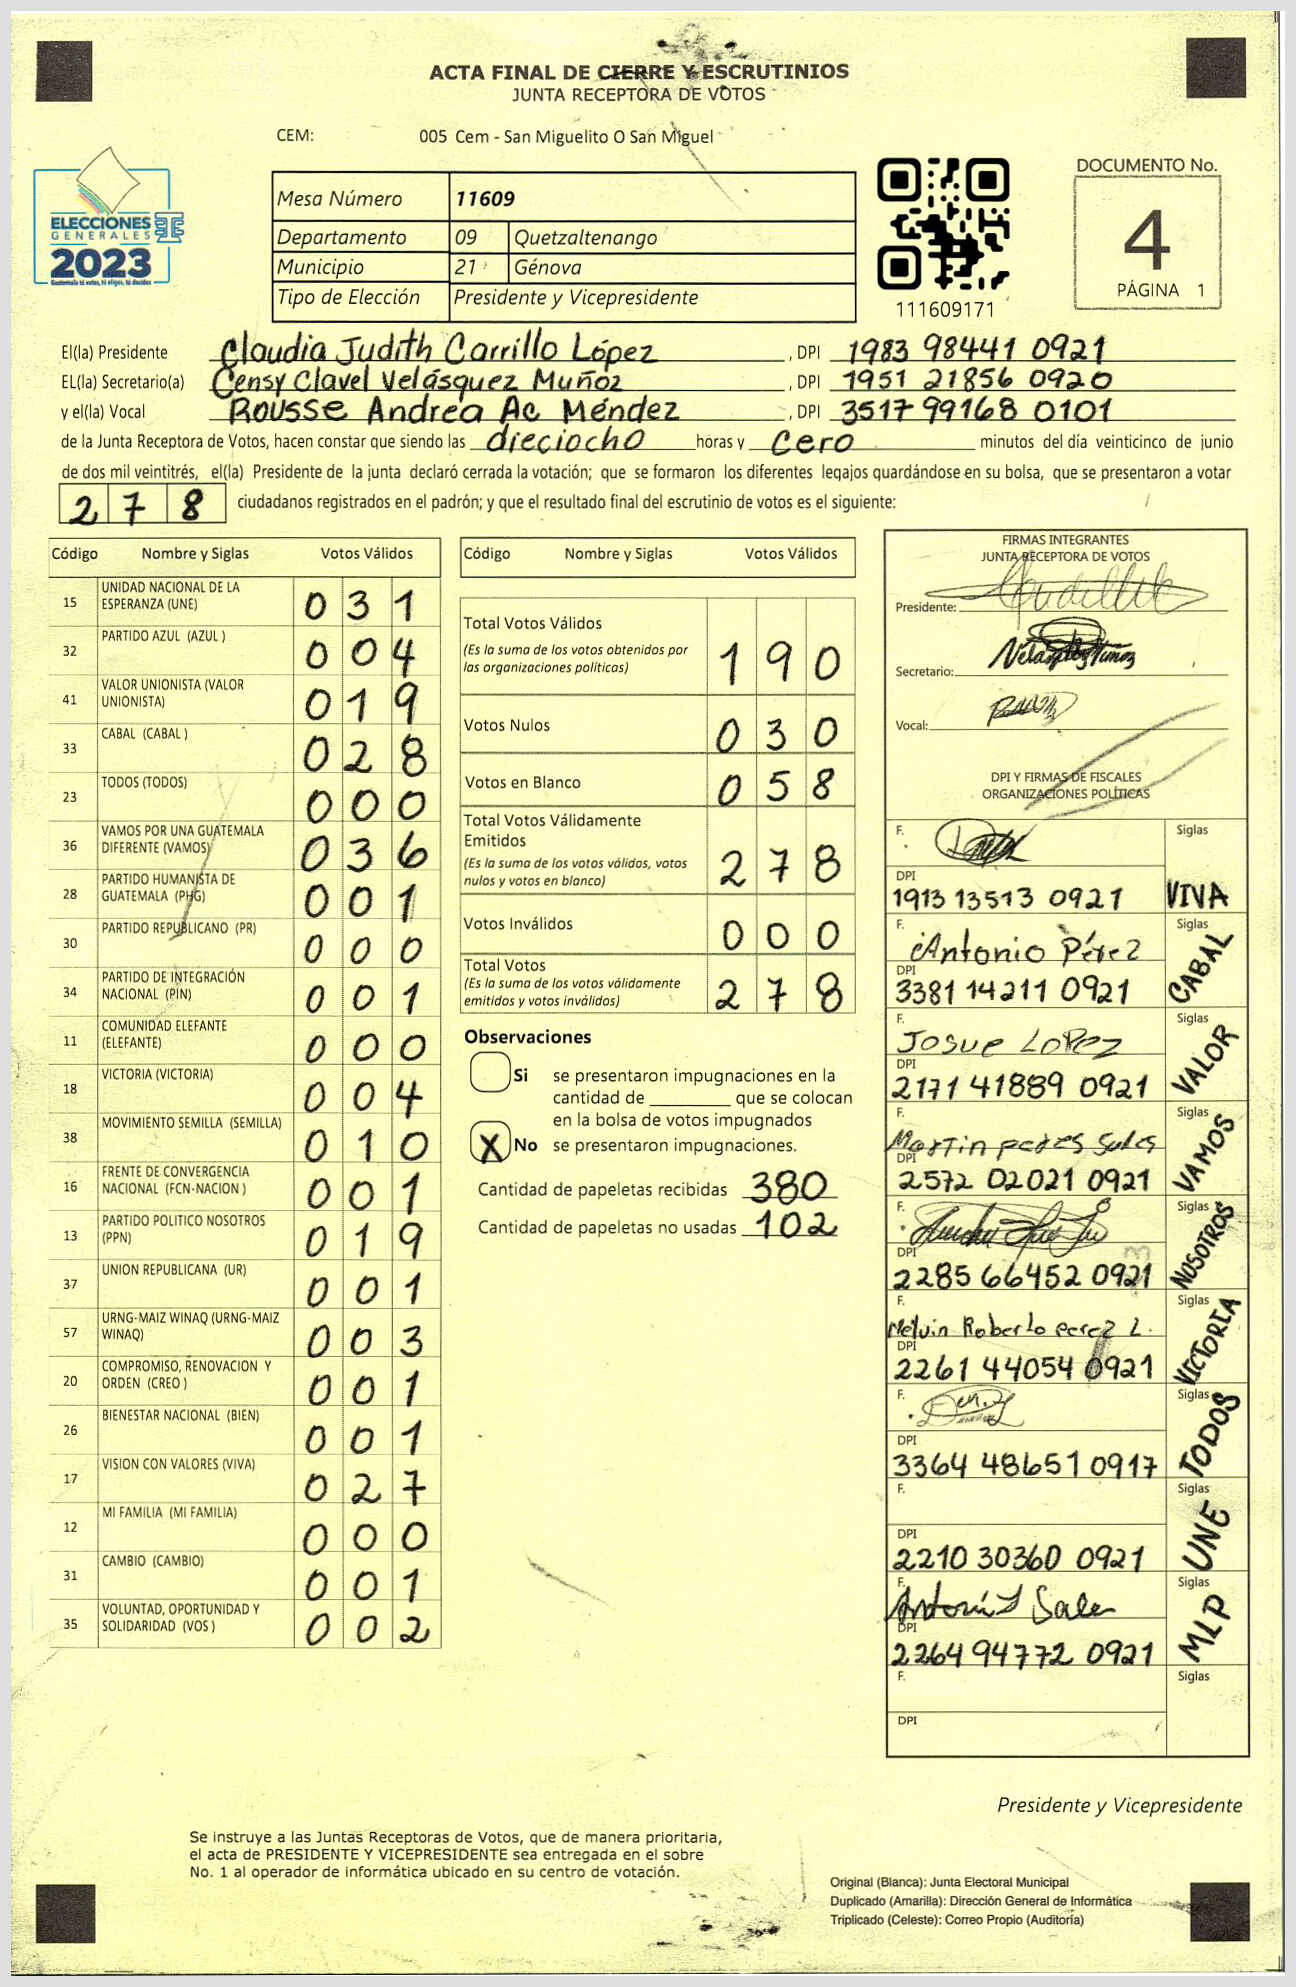 ACTA FINAL DE CIERRE Y ESCRUTINIOS
JUNTA RECEPTORA DE VOTOS
CEM: 005 Cem - San Miguelito O San Miguel
ELECCIONES
GENERALES
2023
Guatemala tú votas, tú eliges, tú decides
Mesa Número 11609
Departamento 09 Quetzaltenango
Municipio 21 Génova
Tipo de Elección Presidente y Vicepresidente
111609171
DOCUMENTO No.
4
PÁGINA 1
El(la) Presidente Claudia Judith Carrillo López, DPI 1983 98441 0921
EL(la) Secretario(a) Censy Clavel Velásquez Muñoz, DPI 1951 21856 0920
y el(la) Vocal Rousse Andrea Ac Méndez, DPI 3517 99168 0101
de la Junta Receptora de Votos, hacen constar que siendo las dieciocho horas y cero minutos del día veinticinco de junio
de dos mil veintitrés, el(la) Presidente de la junta declaró cerrada la votación; que se formaron los diferentes legajos quardándose en su bolsa, que se presentaron a votar
278 ciudadanos registrados en el padrón; y que el resultado final del escrutinio de votos es el siguiente:
Código Nombre y Siglas Votos Válidos
15 UNIDAD NACIONAL DE LA
ESPERANZA (UNE) 0 3 1
32 PARTIDO AZUL (AZUL ) 0 0 4
41 VALOR UNIONISTA (VALOR
UNIONISTA) 0 1 9
33 CABAL (CABAL ) 0 2 8
23 TODOS (TODOS) 0 0 0
36 VAMOS POR UNA GUATEMALA
DIFERENTE (VAMOS) 0 3 6
28 PARTIDO HUMANISTA DE
GUATEMALA (PHG) 0 0 1
30 PARTIDO REPUBLICANO (PR) 0 0 0
34 PARTIDO DE INTEGRACIÓN
NACIONAL (PIN) 0 0 1
11 COMUNIDAD ELEFANTE
(ELEFANTE) 0 0 0
18 VICTORIA (VICTORIA) 0 0 4
38 MOVIMIENTO SEMILLA (SEMILLA) 0 1 0
16 FRENTE DE CONVERGENCIA
NACIONAL (FCN-NACION ) 0 0 1
13 PARTIDO POLITICO NOSOTROS
(PPN) 0 1 9
37 UNION REPUBLICANA (UR) 0 0 1
57 URNG-MAIZ WINAQ (URNG-MAIZ
WINAQ) 0 0 3
20 COMPROMISO, RENOVACION Y
ORDEN (CREO ) 0 0 1
26 BIENESTAR NACIONAL (BIEN) 0 0 1
17 VISION CON VALORES (VIVA) 0 2 7
12 MI FAMILIA (MI FAMILIA) 0 0 0
31 CAMBIO (CAMBIO) 0 0 1
35 VOLUNTAD, OPORTUNIDAD Y
SOLIDARIDAD (VOS ) 0 0 2
Código Nombre y Siglas Votos Válidos
Total Votos Válidos
(Es la suma de los votos obtenidos por
las organizaciones políticas) 1 9 0
Votos Nulos 0 3 0
Votos en Blanco 0 5 8
Total Votos Válidamente
Emitidos
(Es la suma de los votos válidos, votos
nulos y votos en blanco) 2 7 8
Votos Inválidos 0 0 0
Total Votos
(Es la suma de los votos válidamente
emitidos y votos inválidos) 2 7 8
Observaciones
Si se presentaron impugnaciones en la
cantidad de ________ que se colocan
en la bolsa de votos impugnados
X No se presentaron impugnaciones.
Cantidad de papeletas recibidas 380
Cantidad de papeletas no usadas 102
FIRMAS INTEGRANTES
JUNTA RECEPTORA DE VOTOS
Presidente:
Secretario:
Vocal:
DPI Y FIRMAS DE FISCALES
ORGANIZACIONES POLÍTICAS
F. Siglas
DPI
1913 13513 0921 VIVA
F. Antonio Pérez Siglas
DPI
3381 14211 0921 CABAL
F. Siglas
Josue Lopez
DPI
2171 41889 0921 VALOR
F. Siglas
Martin
DPI
2572 02021 0921 VAMOS
F. Siglas
DPI
2285 66452 0921 NOSOTROS
F. Siglas
Melvin Roberto perez L.
DPI
2261 44054 0921 VICTORIA
F. Siglas
DPI
3364 48651 0917 TODOS
F. Siglas
DPI
2210 30360 0921 UNE
F. Siglas
DPI
2264 94772 0921 MLP
F. Siglas
DPI
Presidente y Vicepresidente
Se instruye a las Juntas Receptoras de Votos, que de manera prioritaria,
el acta de PRESIDENTE Y VICEPRESIDENTE sea entregada en el sobre
No. 1 al operador de informática ubicado en su centro de votación.
Original (Blanca): Junta Electoral Municipal
Duplicado (Amarilla): Dirección General de Informática
Triplicado (Celeste): Correo Propio (Auditoría)